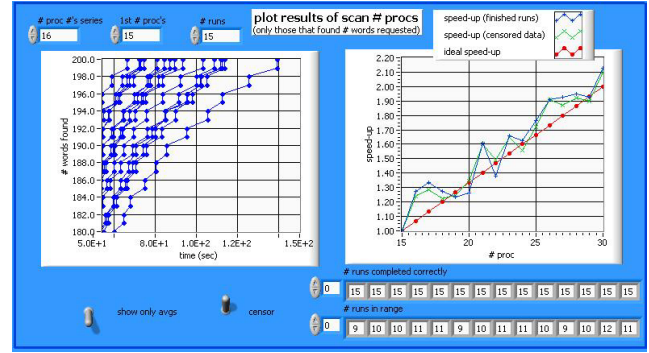 # proc #'s series
1st # proc's
# runs
16
15
15
plot results of scan # procs
(only those that found # words requested)
speed-up (finished runs)
speed-up (censored data)
ideal speed-up
# words found
200.0
198.0
196.0
194.0
192.0
190.0
188.0
186.0
184.0
182.0
180.0
5.0E+1
8.0E+1
1.0E+2
1.2E+2
1.5E+2
time (sec)
speed-up
2.20
2.10
2.00
1.90
1.80
1.70
1.60
1.50
1.40
1.30
1.20
1.10
1.00
15
20
25
30
# proc
show only avgs
censor
# runs completed correctly
0
15 15 15 15 15 15 15 15 15 15 15 15 15
# runs in range
0
9 10 10 11 11 9 10 11 11 10 9 10 12 11